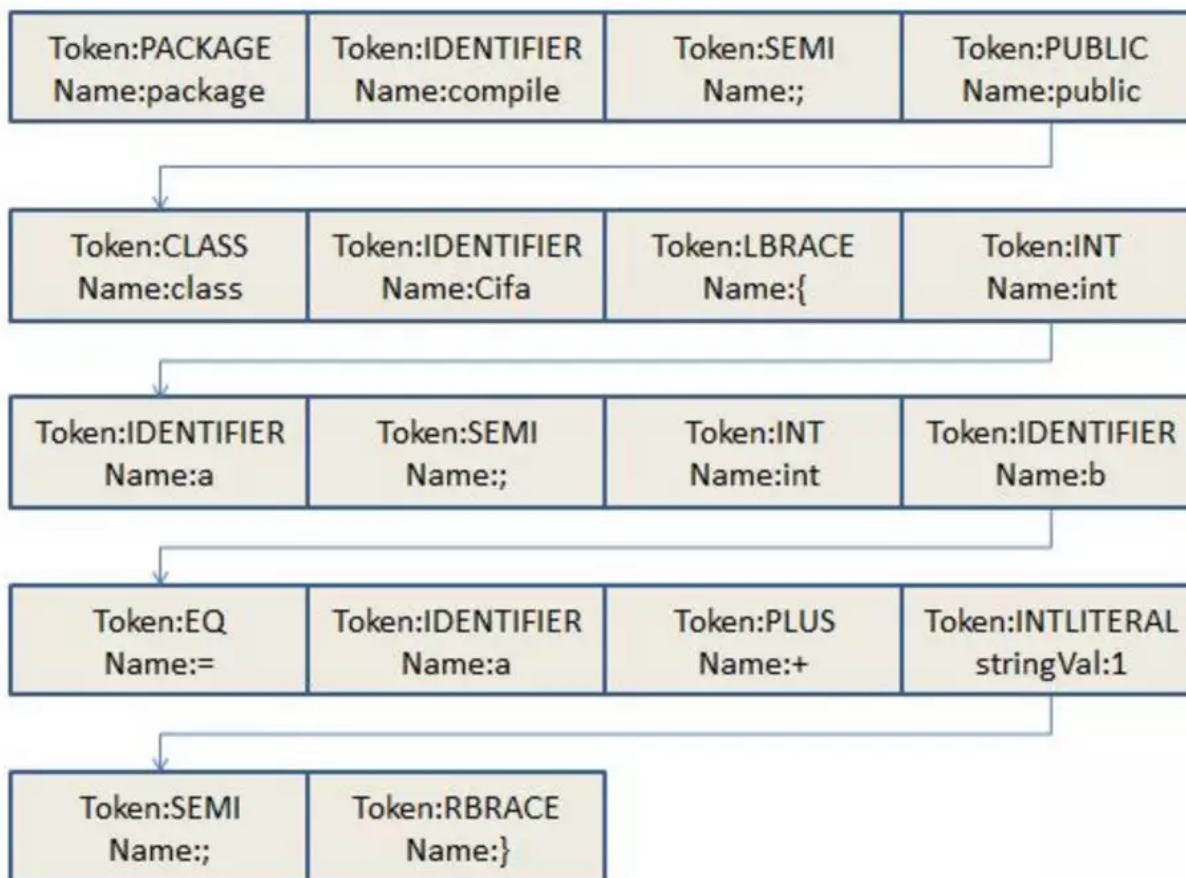 Token:PACKAGE
Name:package
Token:IDENTIFIER
Name:compile
Token:SEMI
Name:;
Token:PUBLIC
Name:public
Token:CLASS
Name:class
Token:IDENTIFIER
Name:Cifa
Token:LBRACE
Name:{
Token:INT
Name:int
Token:IDENTIFIER
Name:a
Token:SEMI
Name:;
Token:INT
Name:int
Token:IDENTIFIER
Name:b
Token:EQ
Name:=
Token:IDENTIFIER
Name:a
Token:PLUS
Name:+
Token:INTLITERAL
stringVal:1
Token:SEMI
Name:;
Token:RBRACE
Name:}